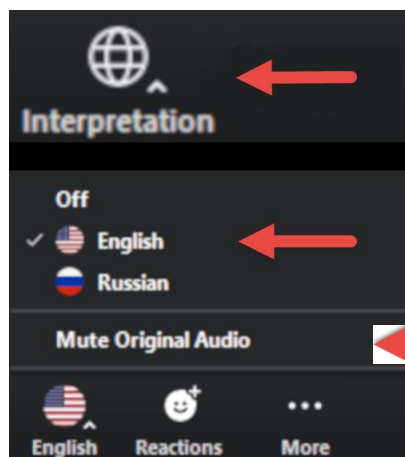 Interpretation
Off
English
Russian
Mute Original Audio
English Reactions More